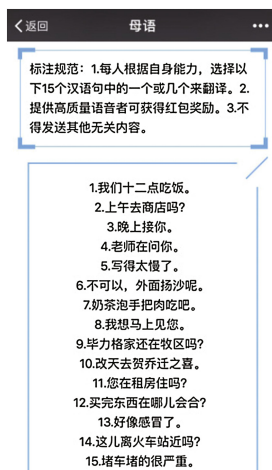 返回
母语
标注规范：1.每人根据自身能力，选择以
下15个汉语句中的一个或几个来翻译。2.
提供高质量语音者可获得红包奖励。3.不
得发送其他无关内容。
1.我们十二点吃饭。
2.上午去商店吗?
3.晚上接你。
4.老师在问你。
5.写得太慢了。
6.不可以，外面扬沙呢。
7.奶茶泡手把肉吃吧。
8.我想马上见您。
9.毕力格家还在牧区吗?
10.改天去贺乔迁之喜。
11.您在租房住吗?
12.买完东西在哪儿会合?
13.好像感冒了。
14.这儿离火车站近吗?
15.堵车堵的很严重。